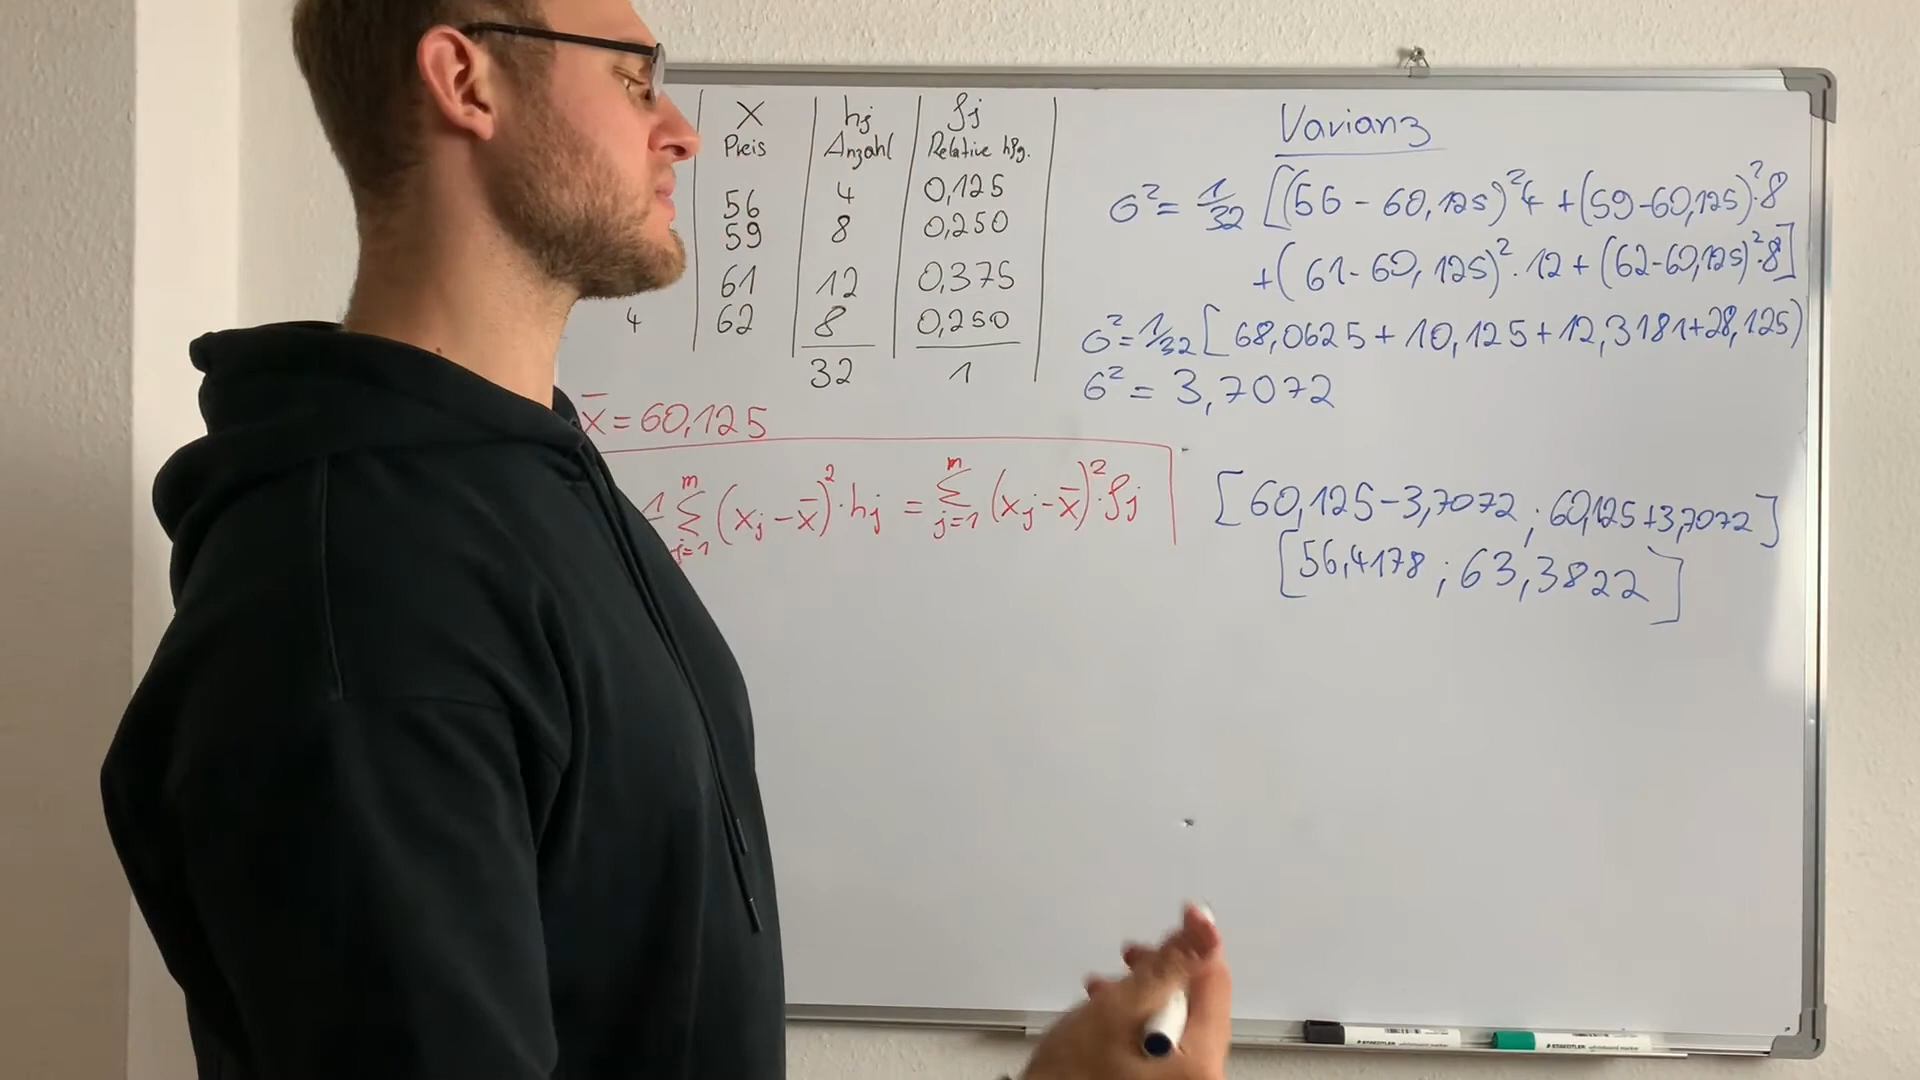 X hj fj
Preis Anzahl Relative hfg.
56 4 0,125
59 8 0,250
61 12 0,375
4 62 8 0,250
32 1
x̄ = 60,125
1 m∑j=1 (xj - x̄)² · hj = m∑j=1 (xj - x̄)² · fj
Varianz
σ² = 1/32 [(56 - 60,125)² 4 + (59-60,125)² · 8
+ (61 - 60,125)² · 12 + (62-60,125)² · 8]
σ² = 1/32 [68,0625 + 10,125 + 12,3181 + 28,125)
σ² = 3,7072
[60,125 - 3,7072 ; 60,125 + 3,7072]
[56,4178 ; 63,3822]
STAEDTLER
STAEDTLER